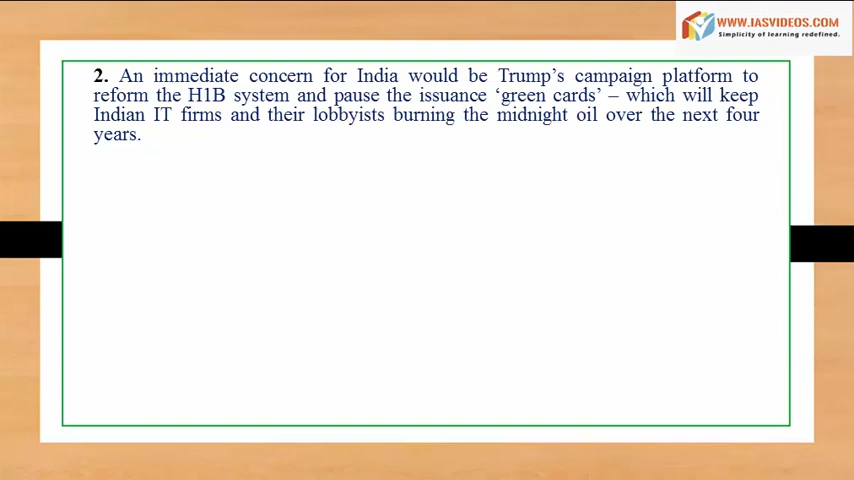 WWW.IASVIDEOS.COM
Simplicity of learning redefined.
2. An immediate concern for India would be Trump’s campaign platform to
reform the H1B system and pause the issuance ‘green cards’ – which will keep
Indian IT firms and their lobbyists burning the midnight oil over the next four
years.